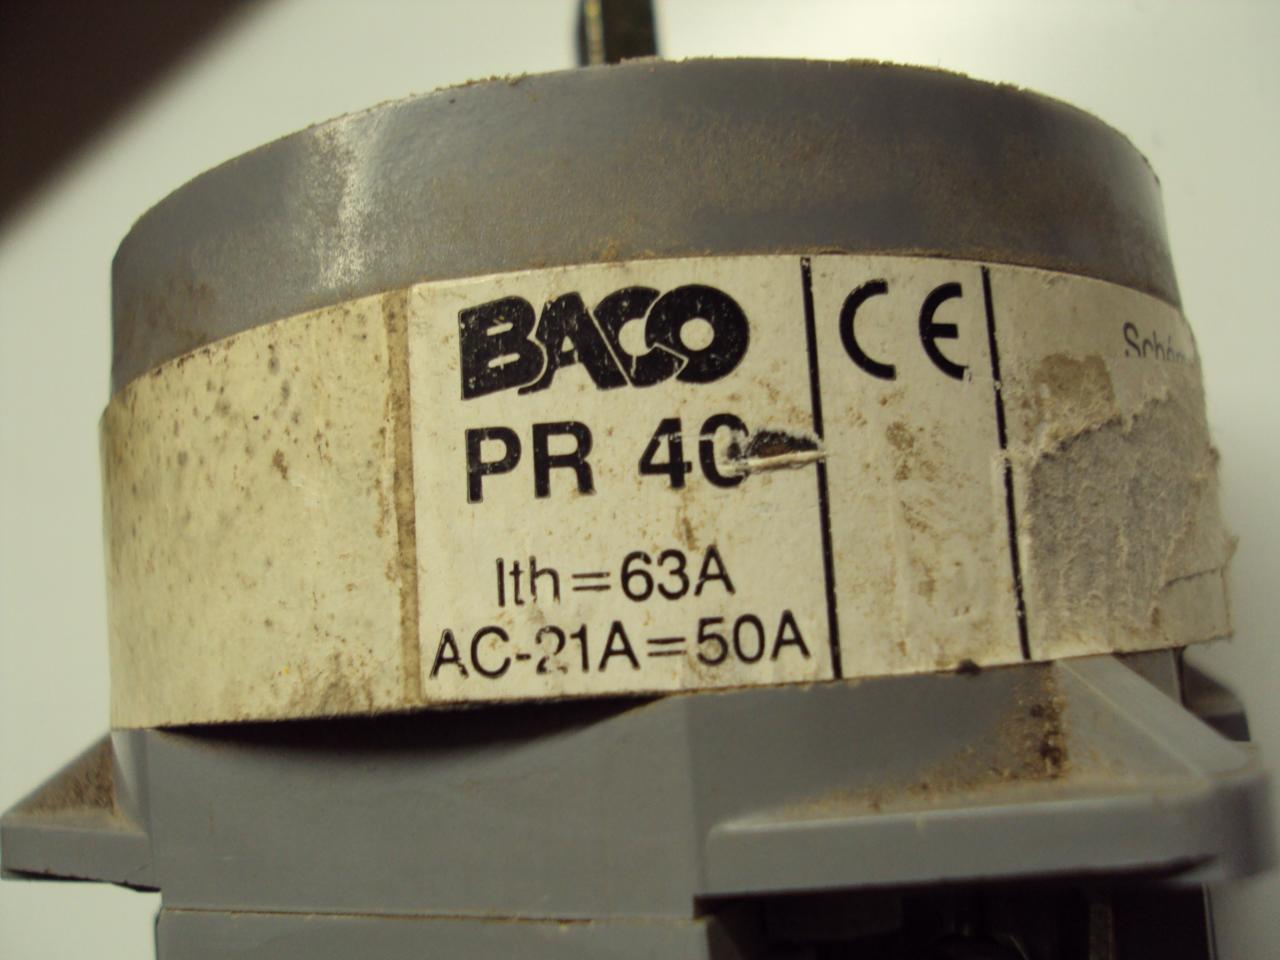 BACO
PR 40
Ith=63A
AC-21A=50A
CE